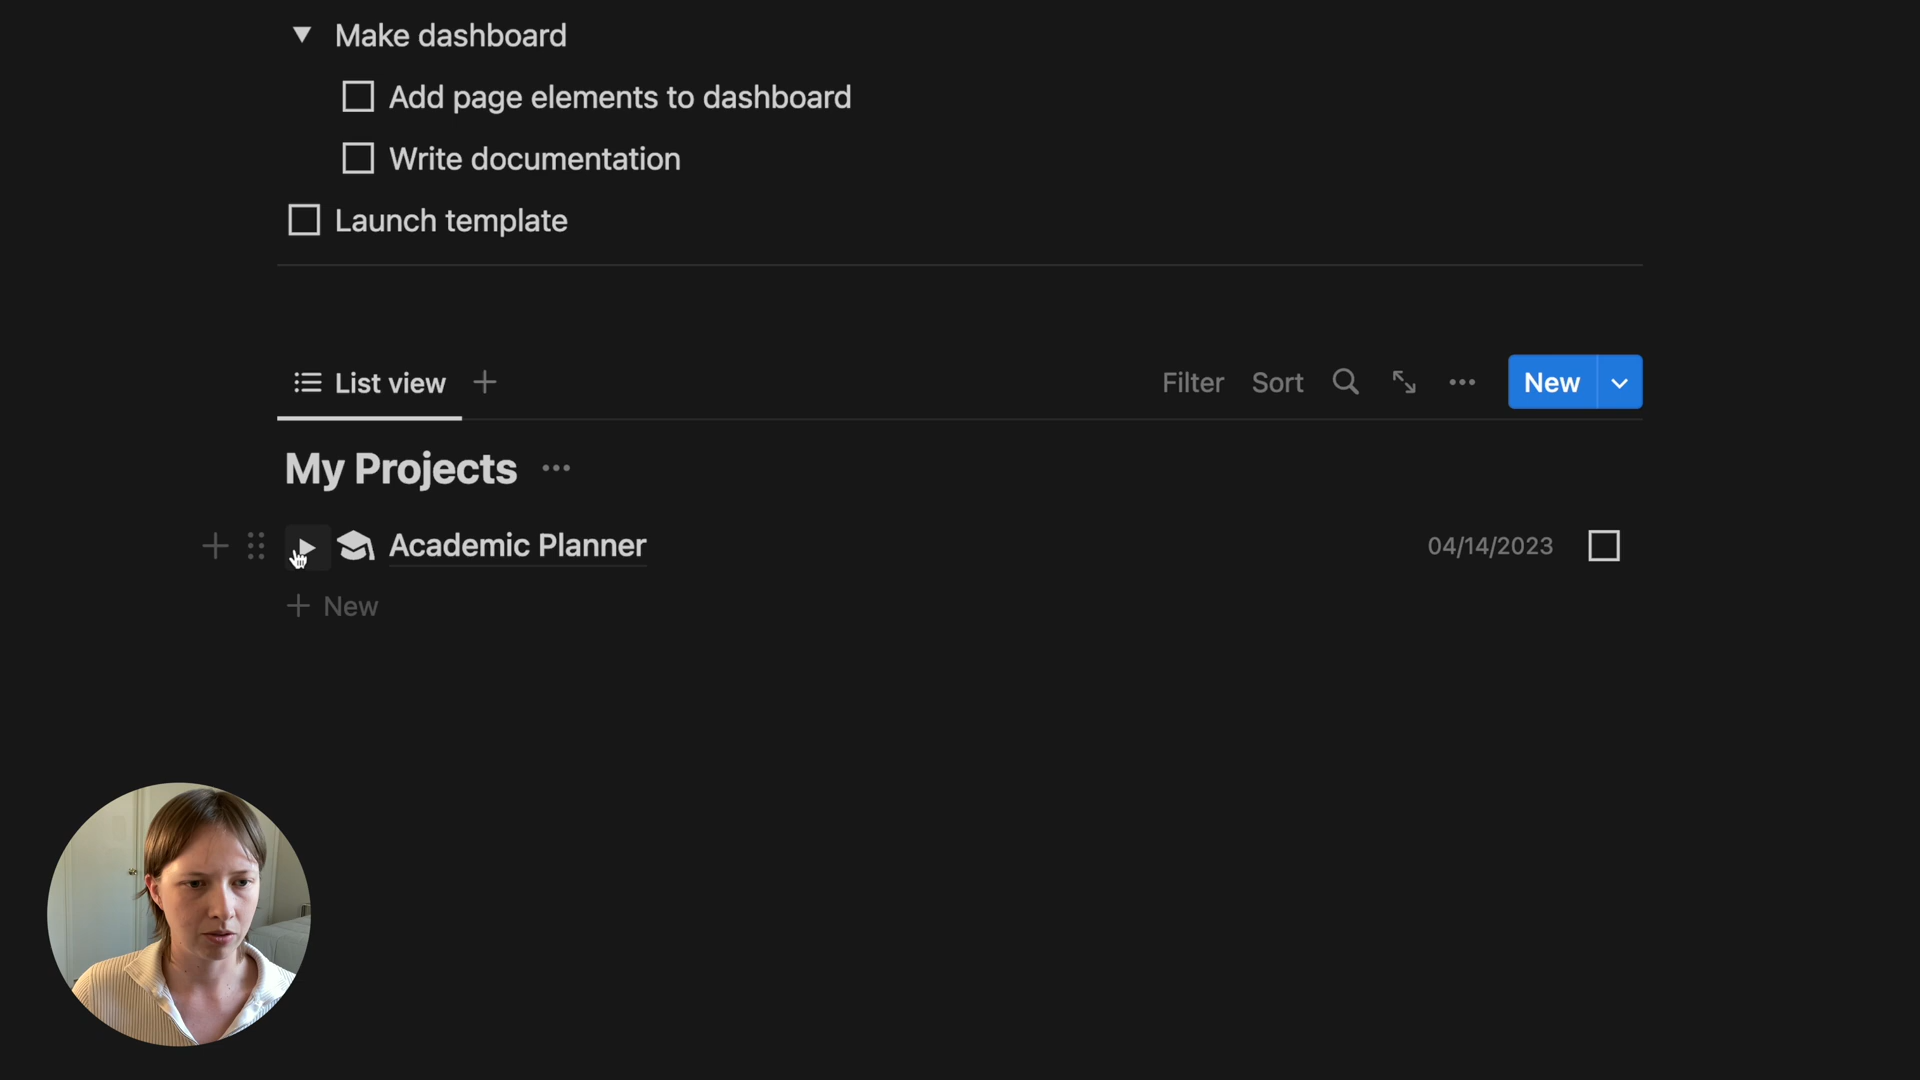 Make dashboard
Add page elements to dashboard
Write documentation
Launch template
List view
Filter Sort New
My Projects
Academic Planner 04/14/2023
New